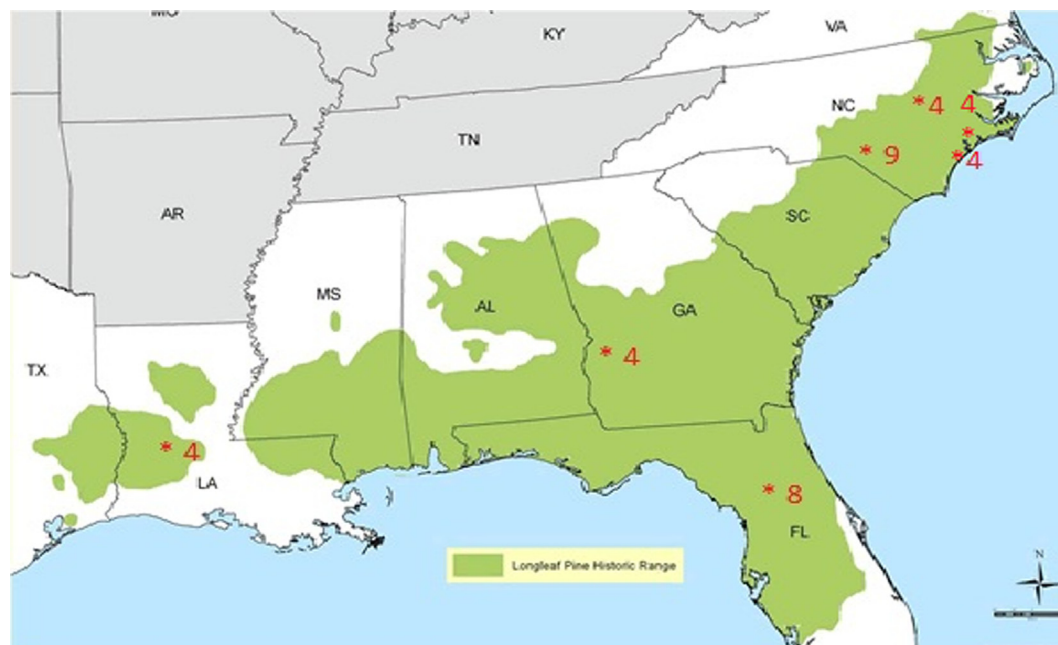 MO
KY
VA
NC
* 4
4
*
TN
* 9
* 4
AR
SC
MS
AL
GA
TX
* 4
* 4
LA
* 8
FL
Longleaf Pine Historic Range
N